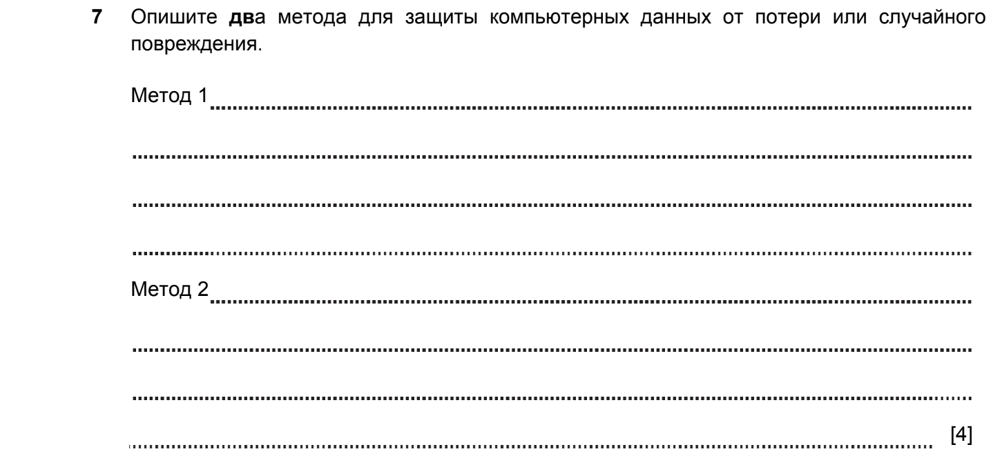 7 Опишите два метода для защиты компьютерных данных от потери или случайного
повреждения.
Метод 1
Метод 2
[4]